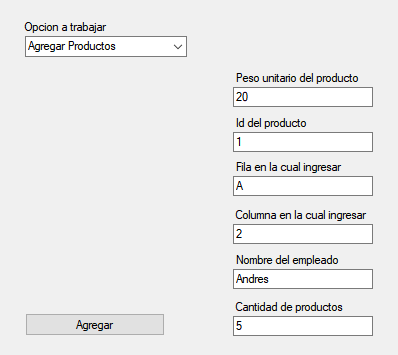 Opcion a trabajar
Agregar Productos
Peso unitario del producto
20
Id del producto
1
Fila en la cual ingresar
A
Columna en la cual ingresar
2
Nombre del empleado
Andres
Cantidad de productos
5
Agregar